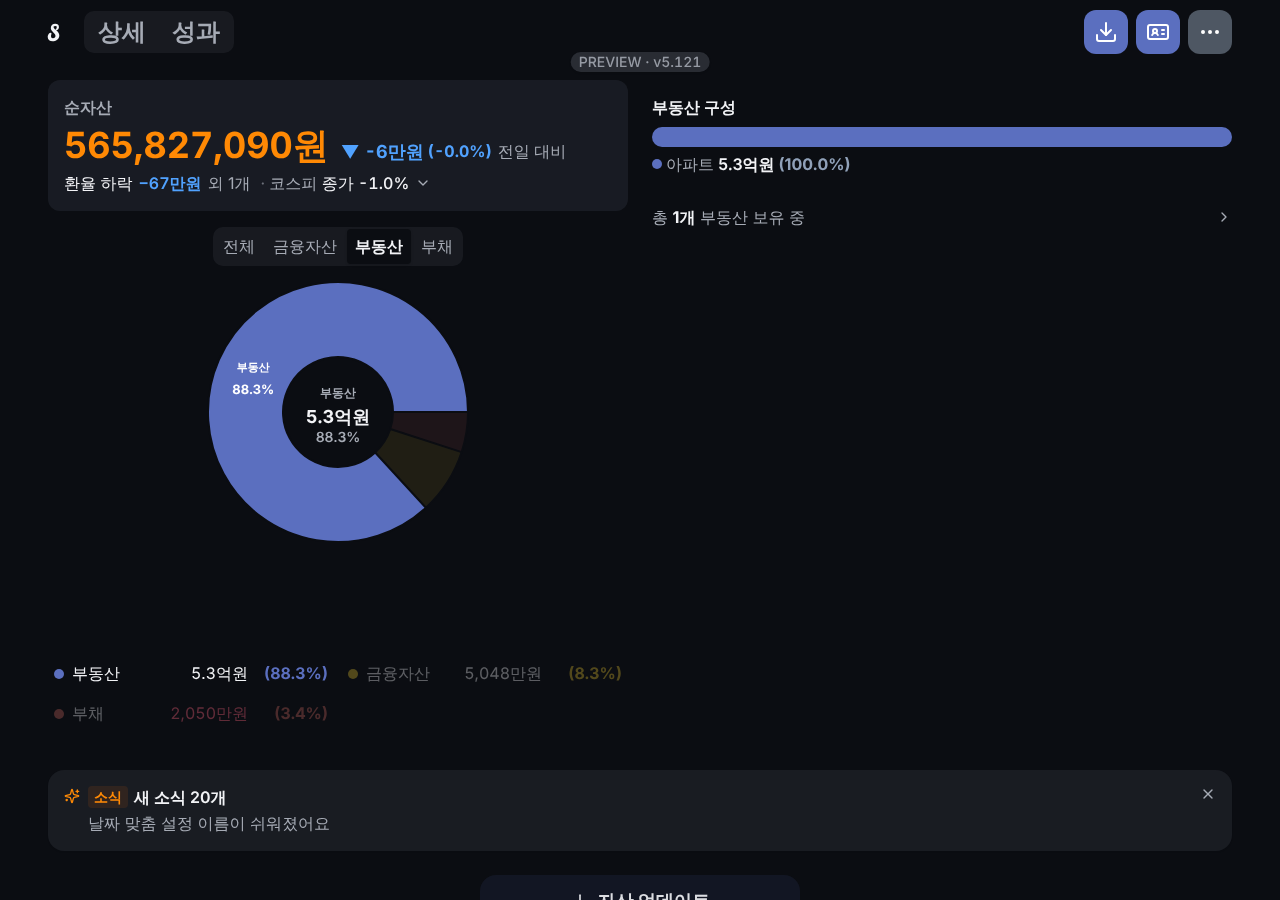 상세 성과
PREVIEW · v5.121
순자산
565,827,090원 ▼ -6만원 (-0.0%) 전일 대비
환율 하락 −67만원 외 1개 · 코스피 종가 -1.0%
부동산 구성
아파트 5.3억원 (100.0%)
총 1개 부동산 보유 중
전체 금융자산 부동산 부채
부동산
88.3%
부동산
5.3억원
88.3%
부동산 5.3억원 (88.3%) 금융자산 5,048만원 (8.3%)
부채 2,050만원 (3.4%)
소식 새 소식 20개
날짜 맞춤 설정 이름이 쉬워졌어요
자산 업데이트